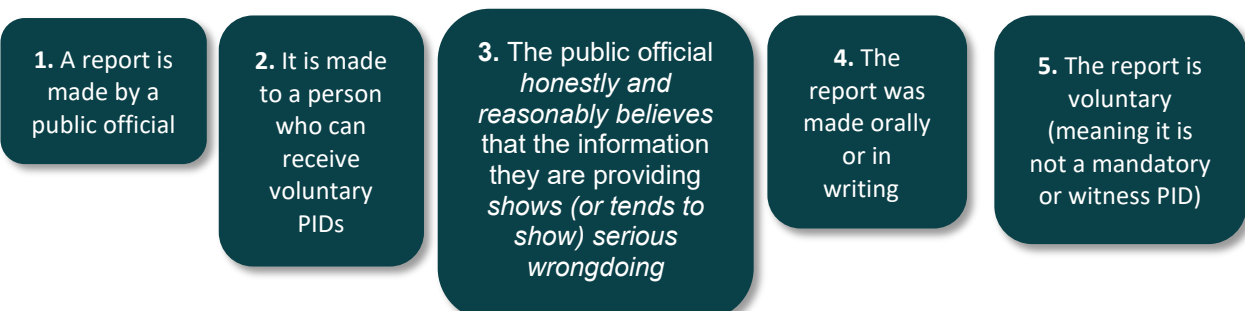 1. A report is
made by a
public official
2. It is made
to a person
who can
receive
voluntary
PIDs
3. The public official
honestly and
reasonably believes
that the information
they are providing
shows (or tends to
show) serious
wrongdoing
4. The
report was
made orally
or in
writing
5. The report is
voluntary
(meaning it is
not a mandatory
or witness PID)